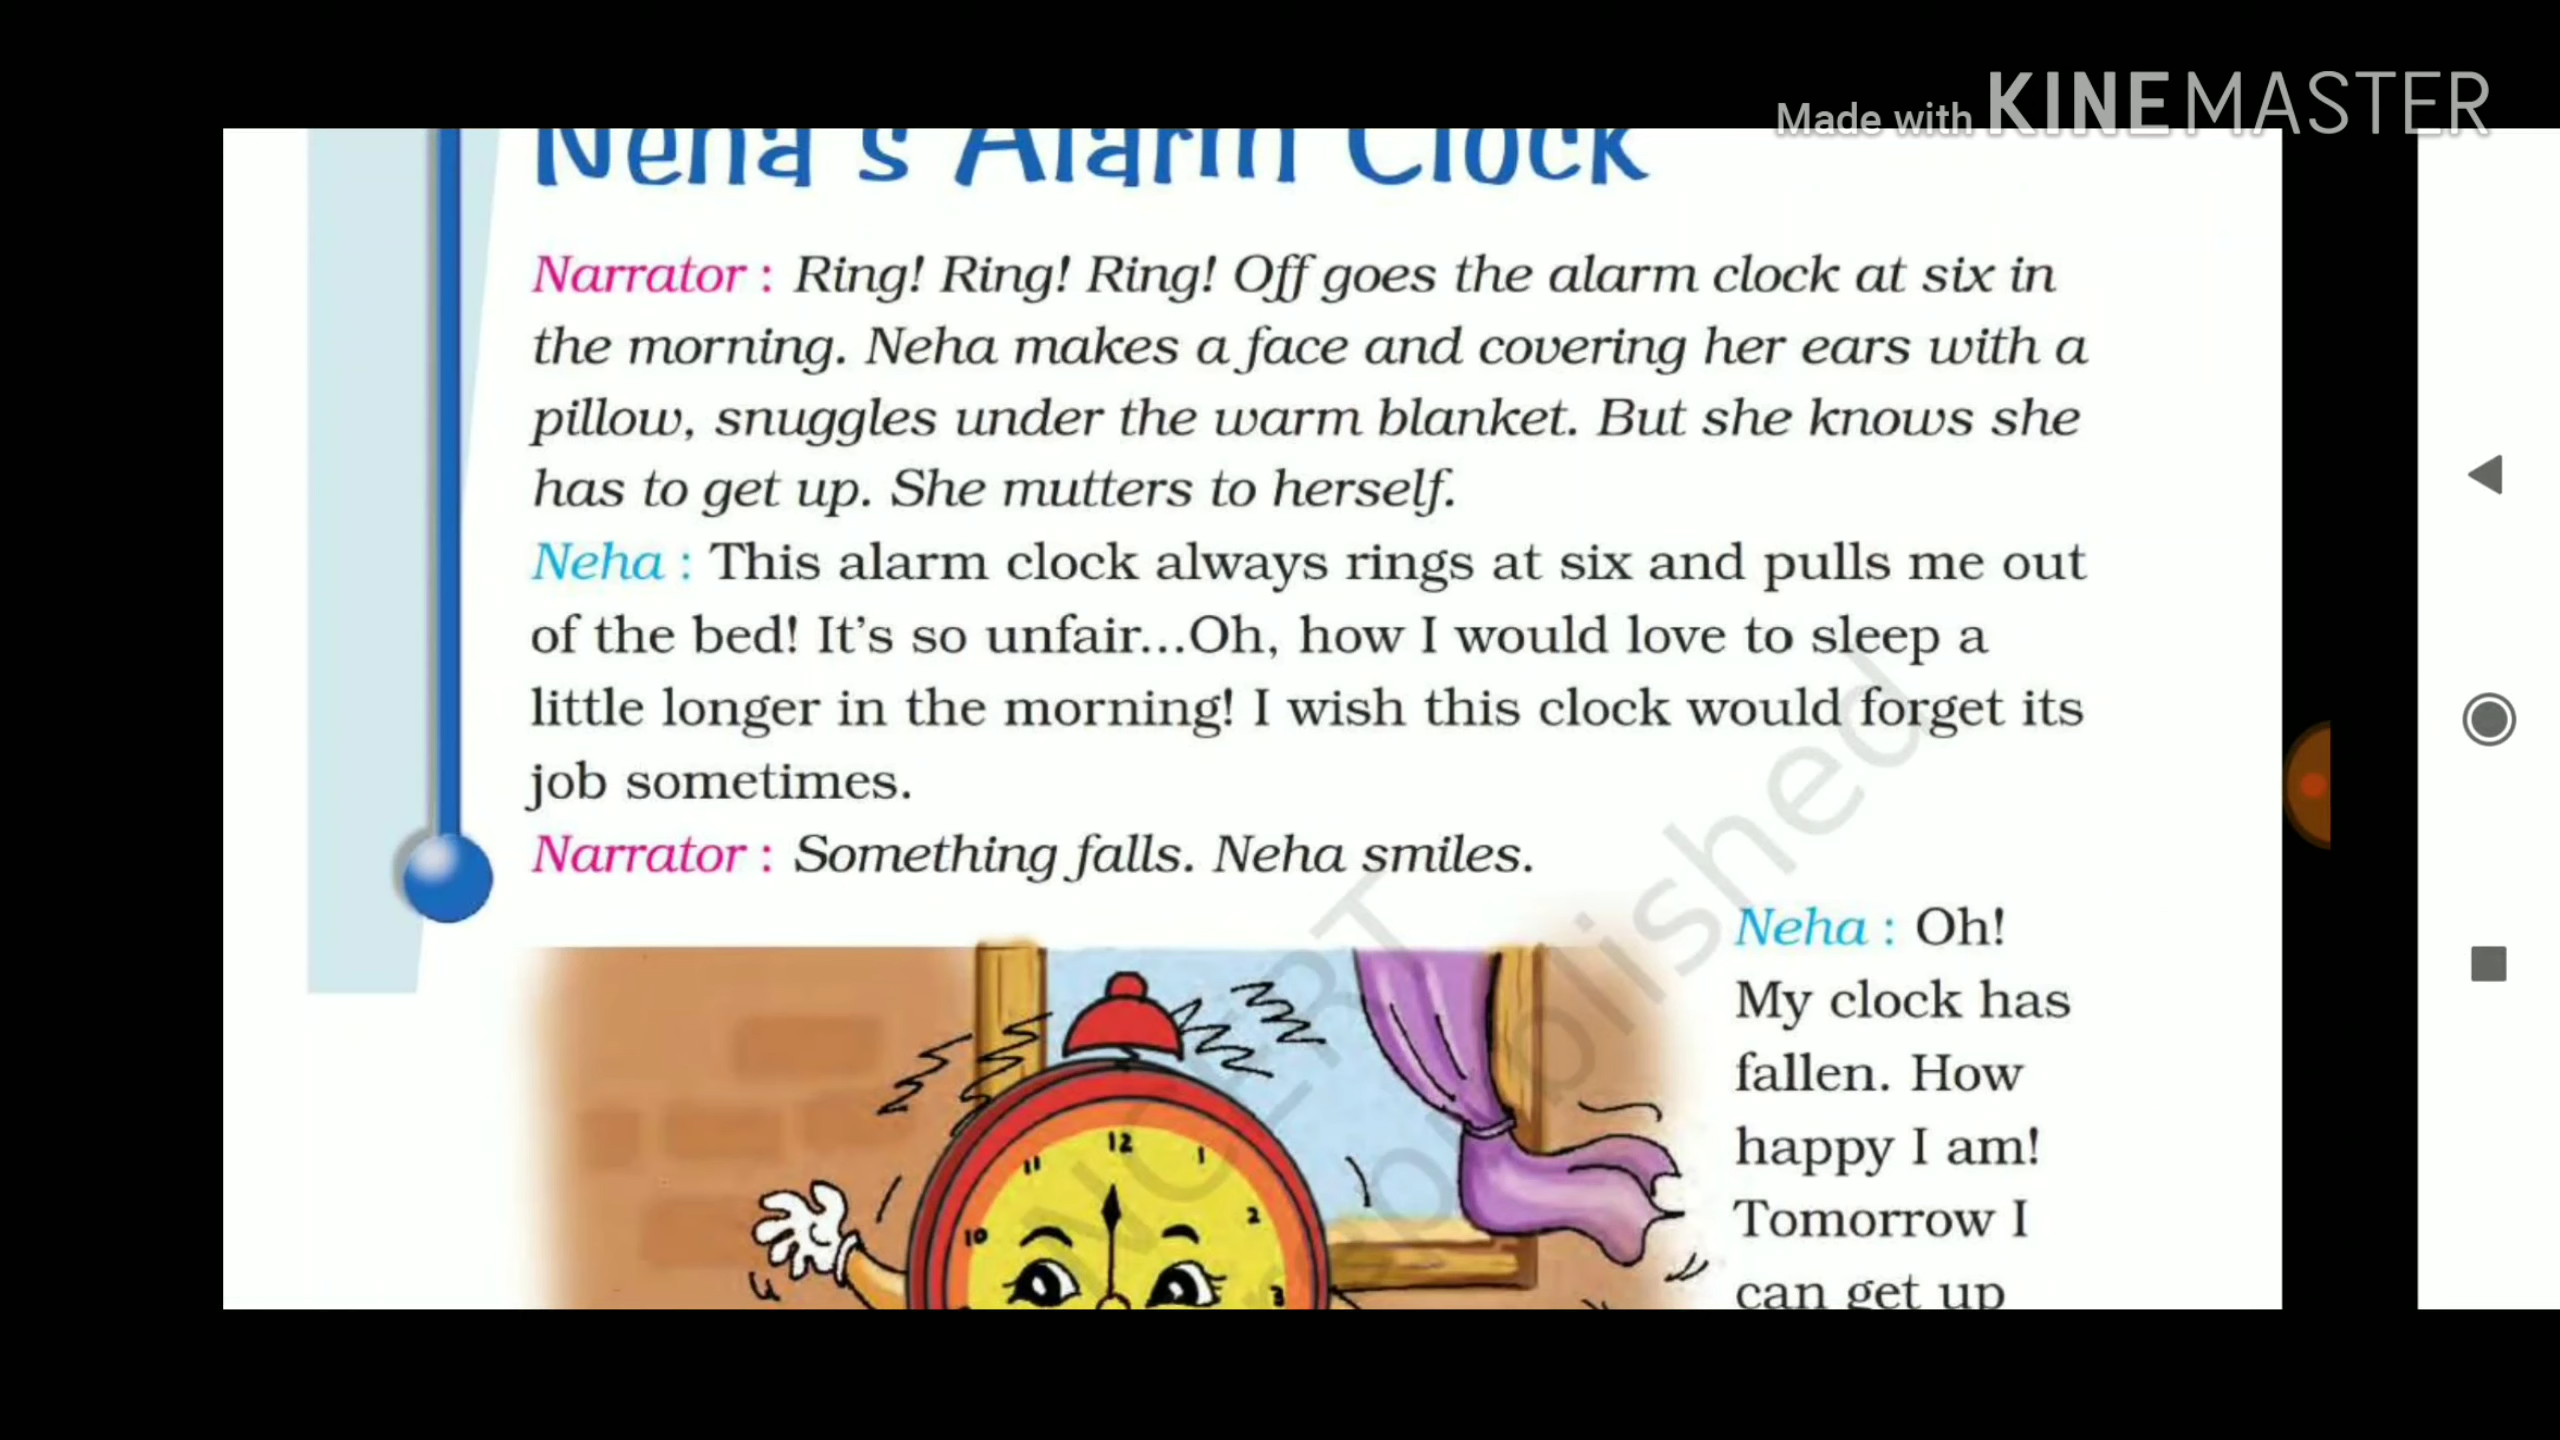 Made with KINEMASTER
Neha's Alarm Clock
Narrator : Ring! Ring! Ring! Off goes the alarm clock at six in
the morning. Neha makes a face and covering her ears with a
pillow, snuggles under the warm blanket. But she knows she
has to get up. She mutters to herself.
Neha : This alarm clock always rings at six and pulls me out
of the bed! It's so unfair...Oh, how I would love to sleep a
little longer in the morning! I wish this clock would forget its
job sometimes.
Narrator : Something falls. Neha smiles.
Neha : Oh!
My clock has
fallen. How
happy I am!
Tomorrow I
can get up
12
11
1
10
2
3
NCERT